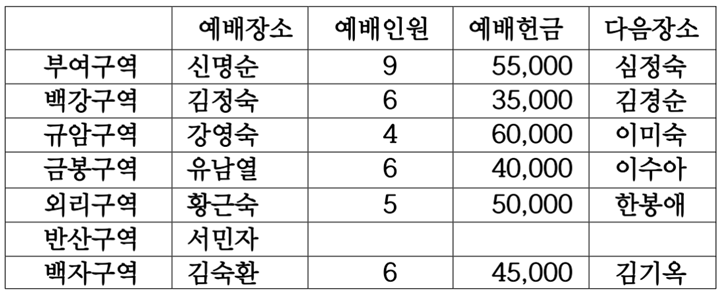 예배장소 예배인원 예배헌금 다음장소
부여구역 신명순 9 55,000 심정숙
백강구역 김정숙 6 35,000 김경순
규암구역 강영숙 4 60,000 이미숙
금봉구역 유남열 6 40,000 이수아
외리구역 황근숙 5 50,000 한봉애
반산구역 서민자
백자구역 김숙환 6 45,000 김기옥